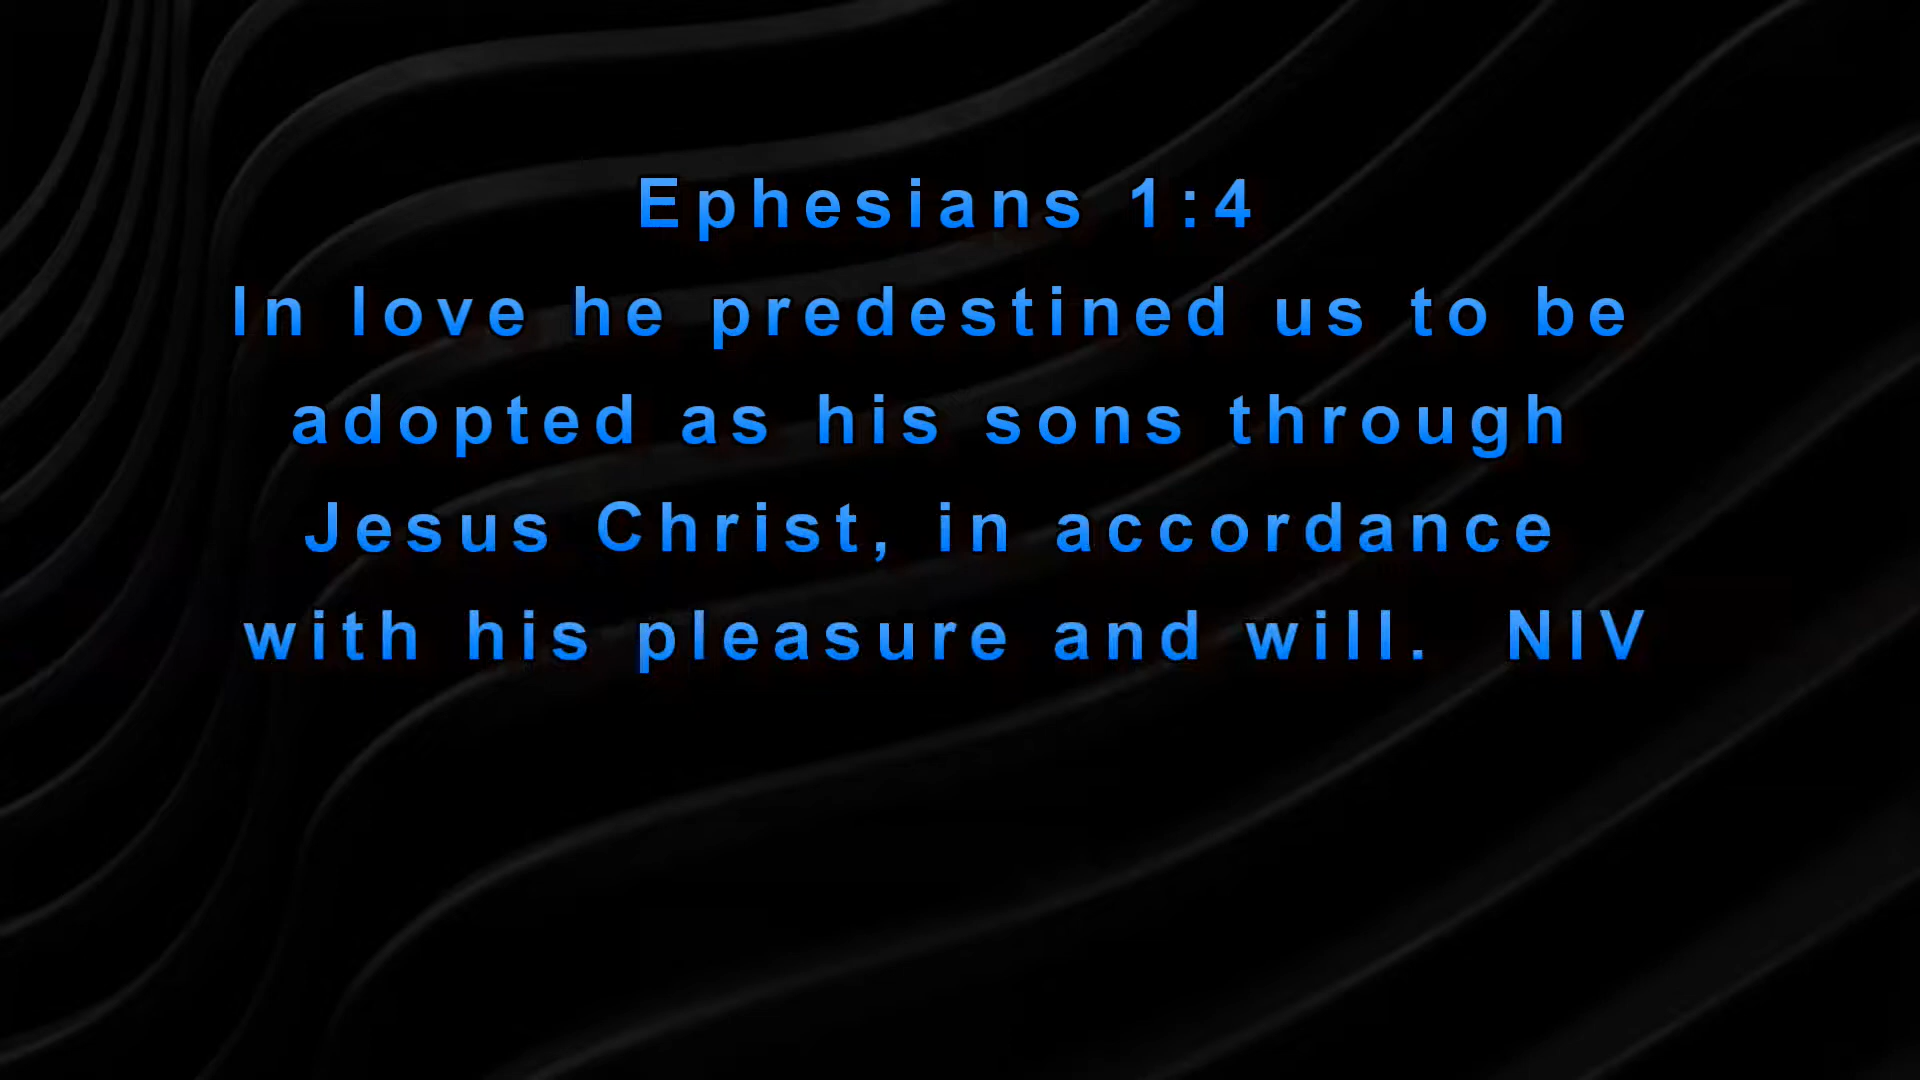 Ephesians 1:4
In love he predestined us to be
adopted as his sons through
Jesus Christ, in accordance
with his pleasure and will.  NIV